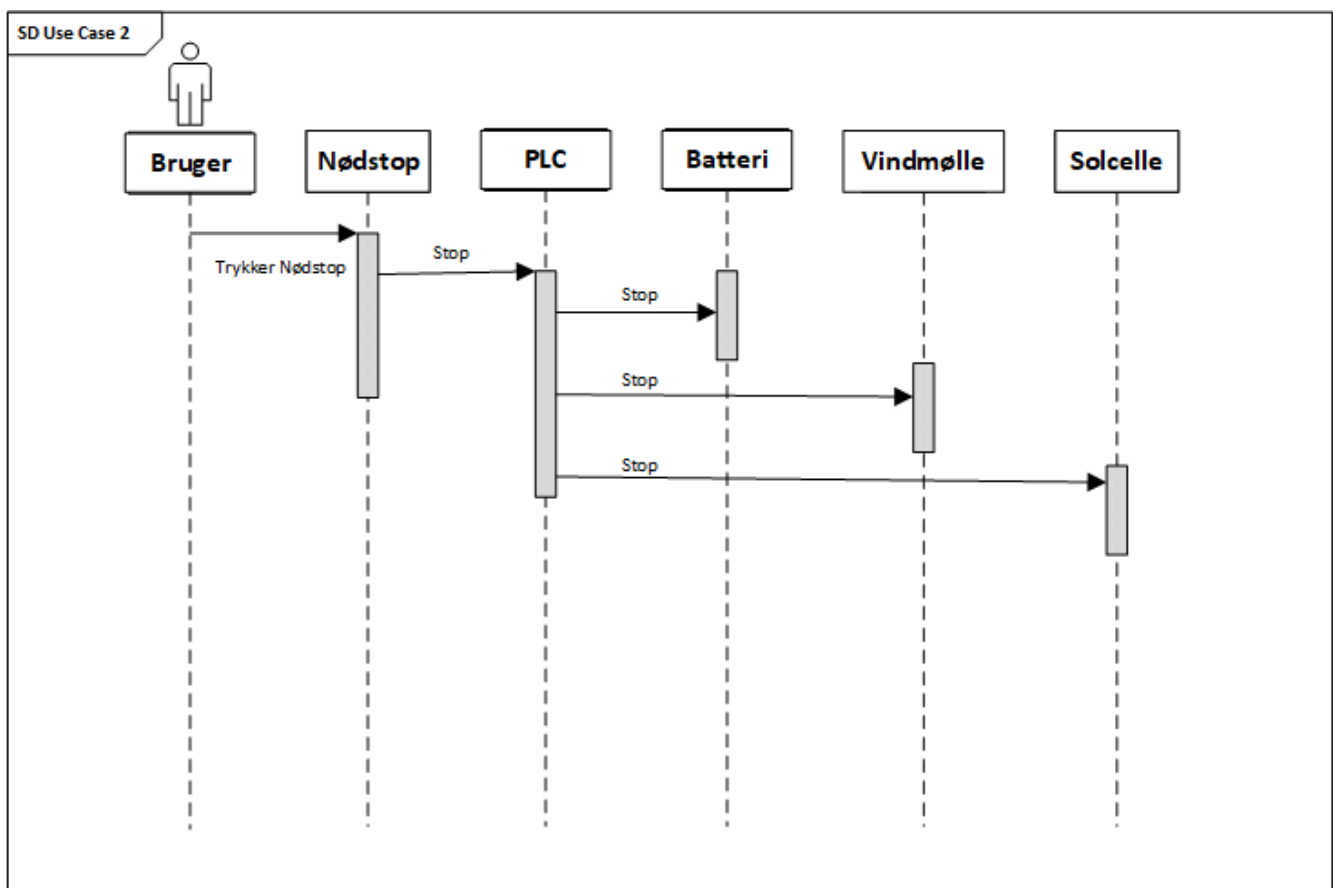 SD Use Case 2
Bruger
Nødstop
PLC
Batteri
Vindmølle
Solcelle
Trykker Nødstop
Stop
Stop
Stop
Stop